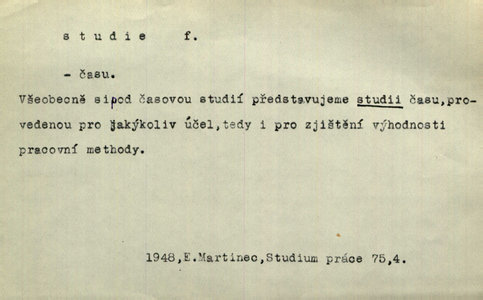 studie f.
- času.
Všeobecně si pod časovou studií představujeme studii času,pro-
vedenou pro jakýkoliv účel,tedy i pro zjištění výhodnosti
pracovní methody.
1948,E.Martinec,Studium práce 75,4.